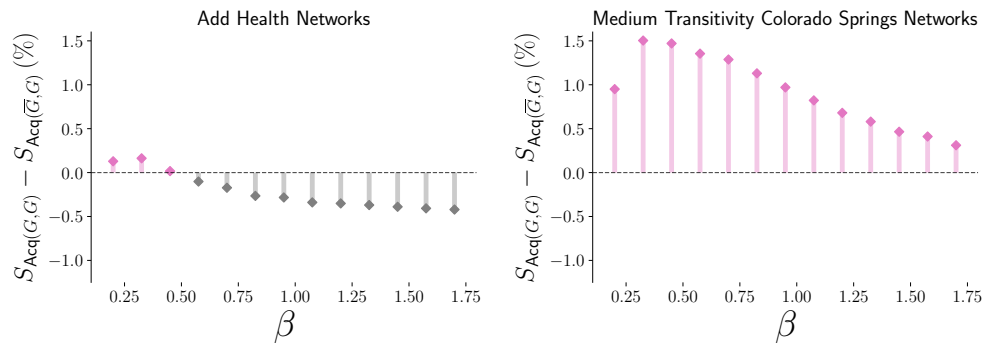 Add Health Networks
S_Acq(G,G) − S_Acq(G̅,G) (%)
1.5
1.0
0.5
0.0
−0.5
−1.0
0.25 0.50 0.75 1.00 1.25 1.50 1.75
β
Medium Transitivity Colorado Springs Networks
S_Acq(G,G) − S_Acq(G̅,G) (%)
1.5
1.0
0.5
0.0
−0.5
−1.0
0.25 0.50 0.75 1.00 1.25 1.50 1.75
β